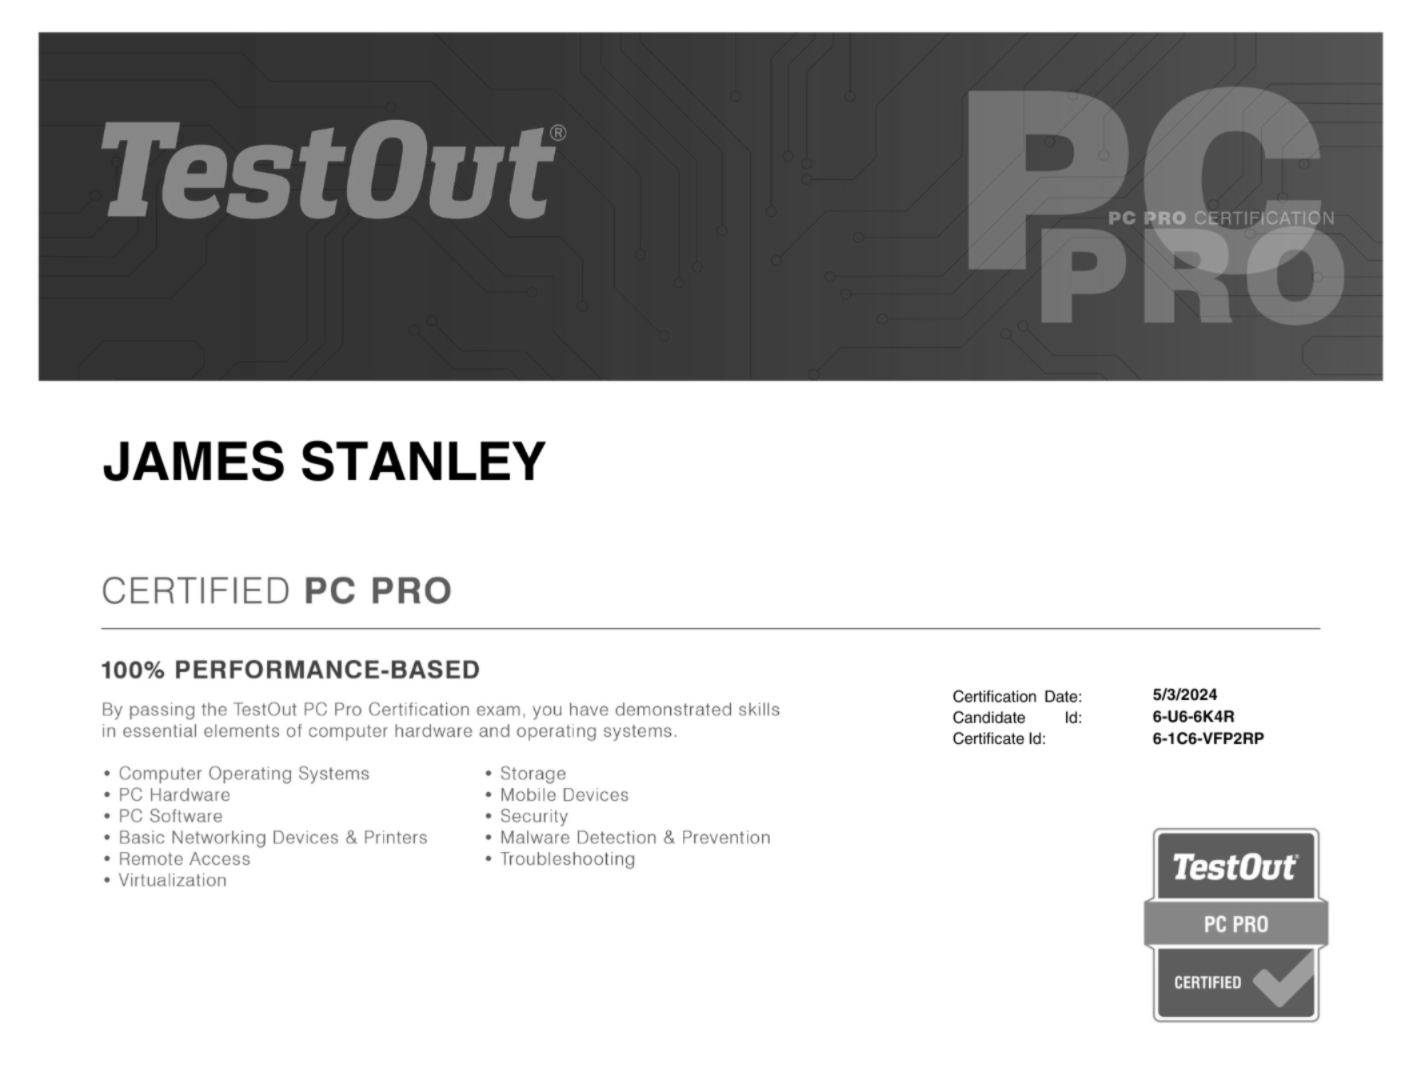 TestOut®
PC
PC PRO CERTIFICATION
PRO
JAMES STANLEY
CERTIFIED PC PRO
100% PERFORMANCE-BASED
By passing the TestOut PC Pro Certification exam, you have demonstrated skills
in essential elements of computer hardware and operating systems.
• Computer Operating Systems
• PC Hardware
• PC Software
• Basic Networking Devices & Printers
• Remote Access
• Virtualization
• Storage
• Mobile Devices
• Security
• Malware Detection & Prevention
• Troubleshooting
Certification Date: 5/3/2024
Candidate Id: 6-U6-6K4R
Certificate Id: 6-1C6-VFP2RP
TestOut
PC PRO
CERTIFIED